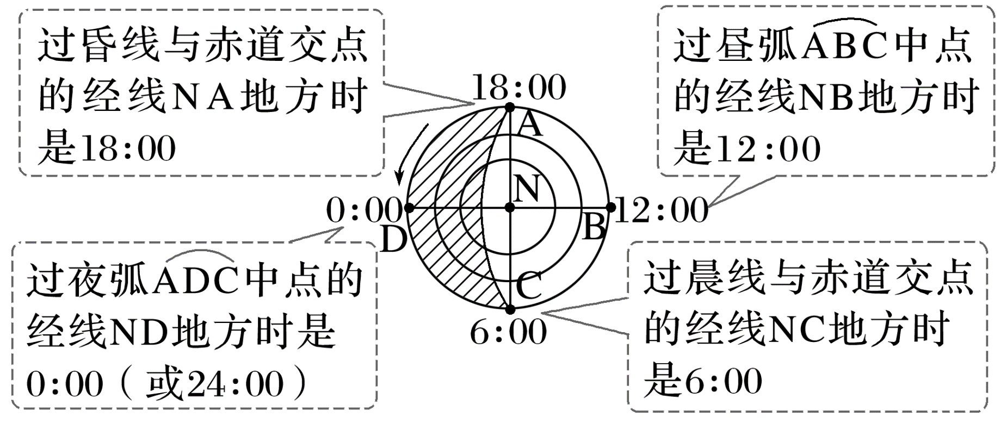 过昏线与赤道交点
的经线NA地方时
是18:00
过昼弧ABC中点
的经线NB地方时
是12:00
18:00
A
N
0:00
12:00
D
B
C
6:00
过夜弧ADC中点的
经线ND地方时是
0:00（或24:00）
过晨线与赤道交点
的经线NC地方时
是6:00